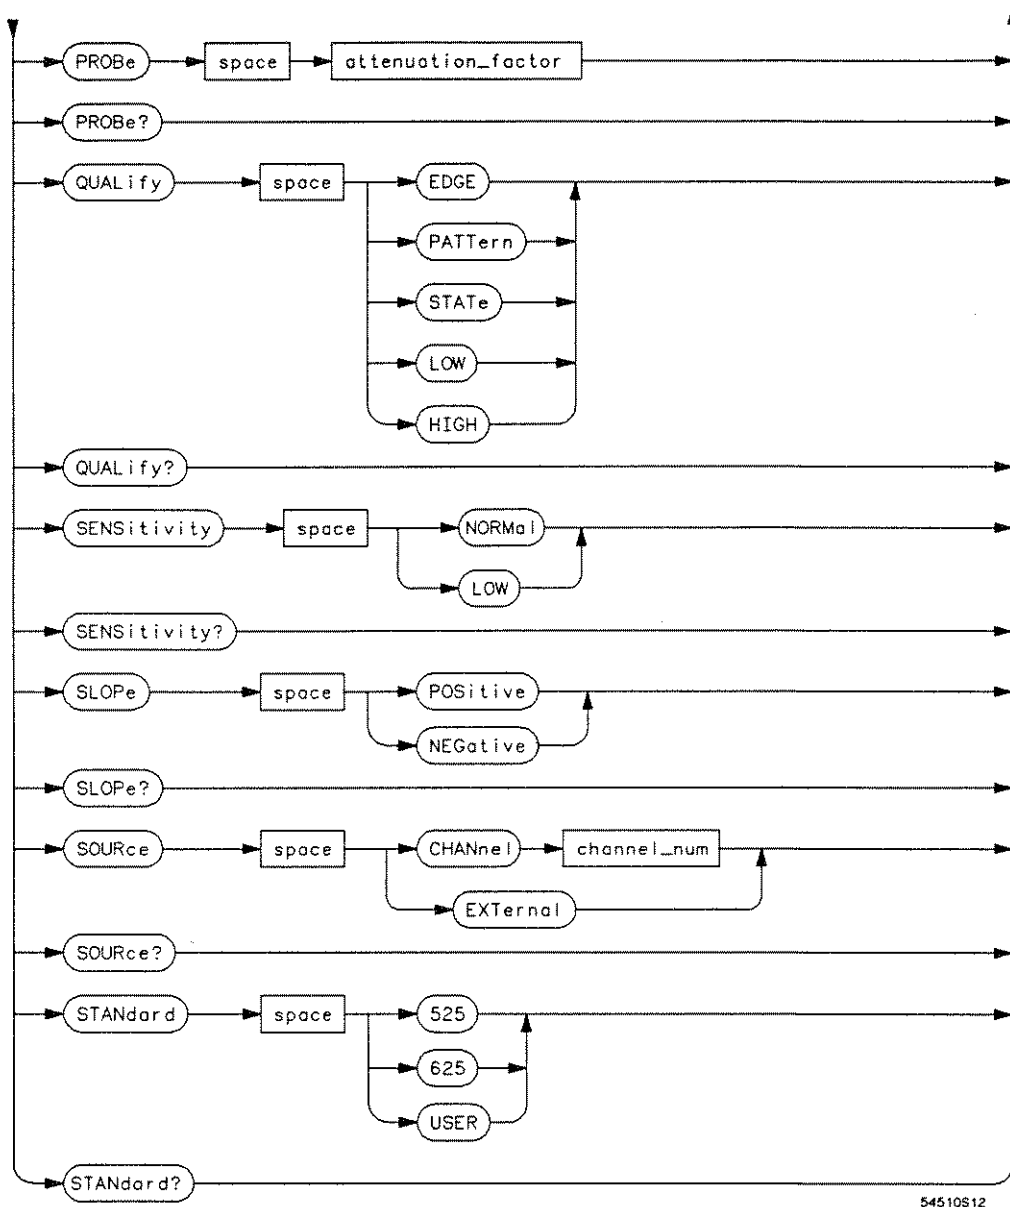 PROBe space attenuation_factor
PROBe?
QUALify space EDGE
PATTern
STATe
LOW
HIGH
QUALify?
SENSitivity space NORMal
LOW
SENSitivity?
SLOPe space POSitive
NEGative
SLOPe?
SOURce space CHANnel channel_num
EXTernal
SOURce?
STANdard space 525
625
USER
STANdard?
54510S12